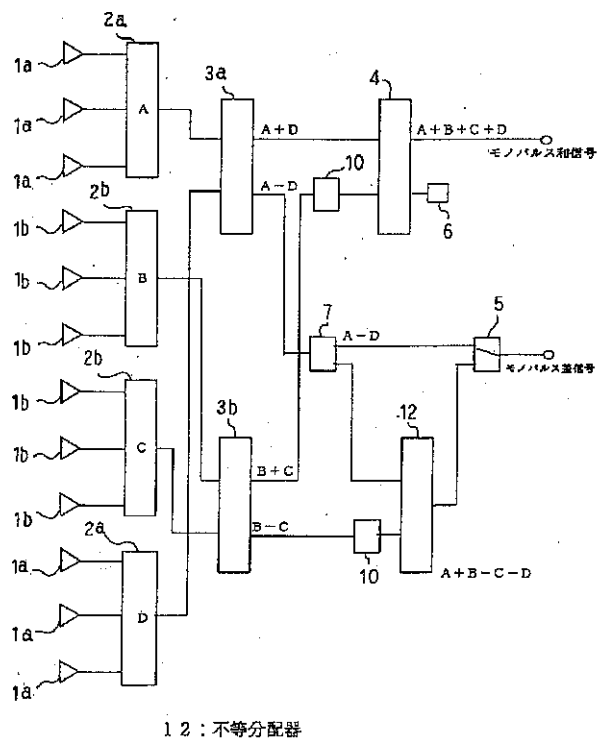 2a
1a
A
1a
1a
3a
A+D
A-D
4
A+B+C+D
モノパルス和信号
10
6
2b
1b
B
1b
1b
7
A-D
5
モノパルス差信号
2b
1b
C
1b
1b
3b
B+C
B-C
10
12
A+B-C-D
2a
1a
D
1a
1a
12:不等分配器